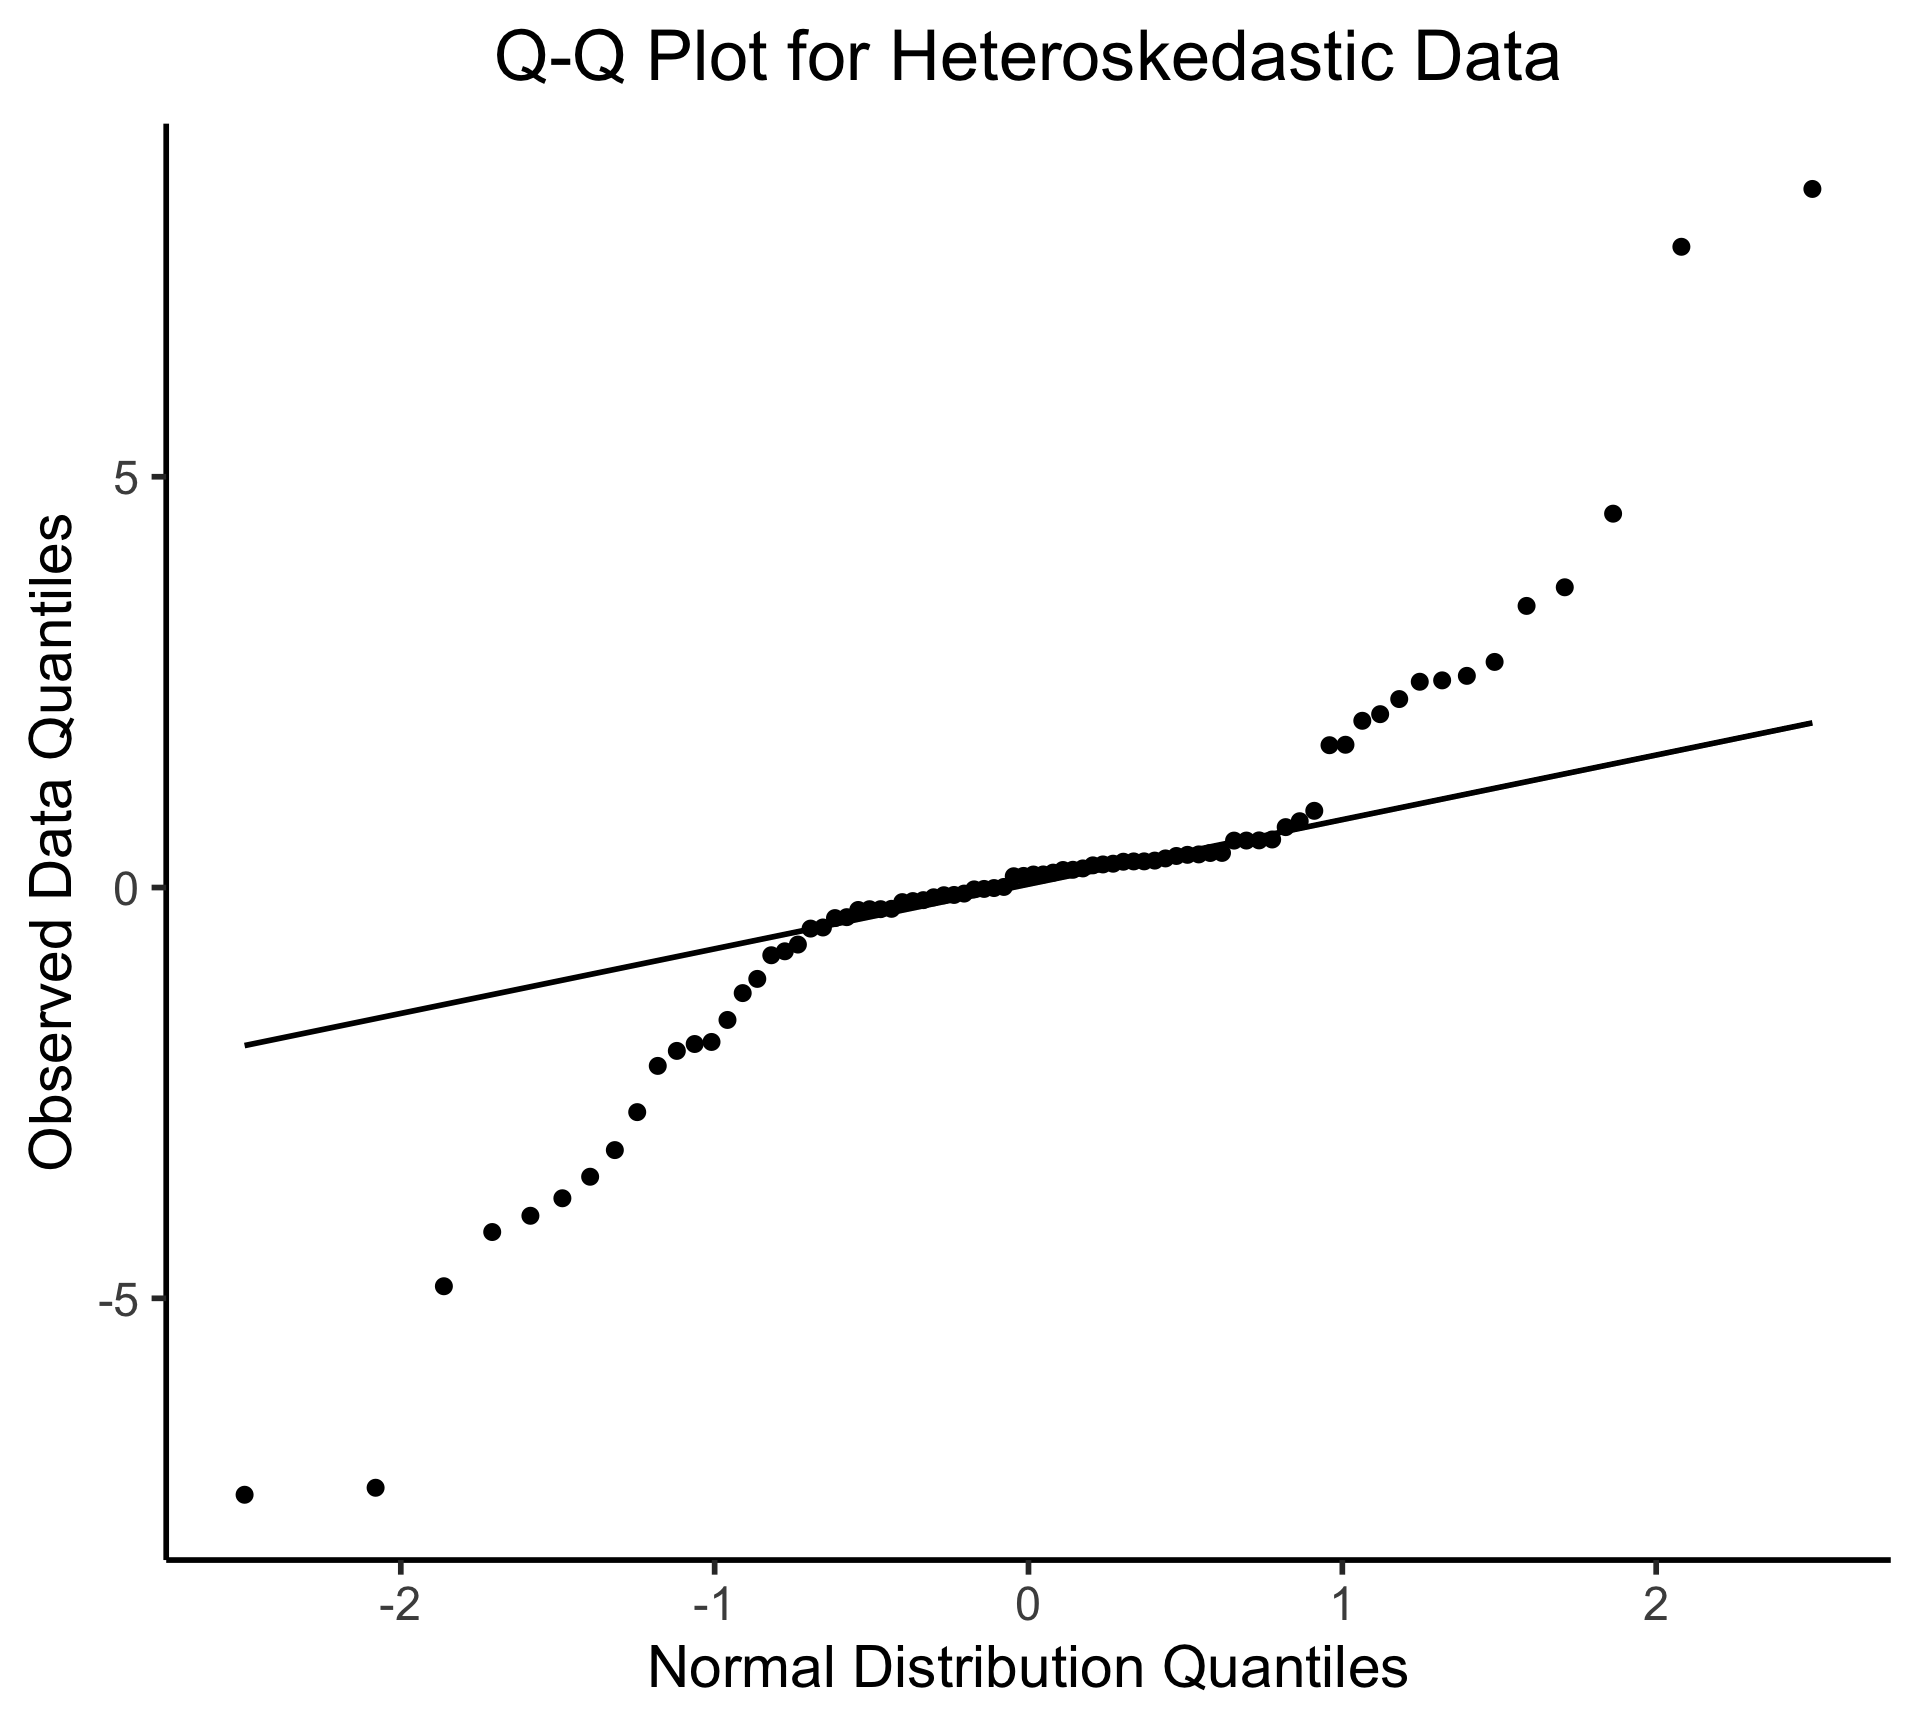 Q-Q Plot for Heteroskedastic Data
Observed Data Quantiles
5
0
-5
-2
-1
0
1
2
Normal Distribution Quantiles